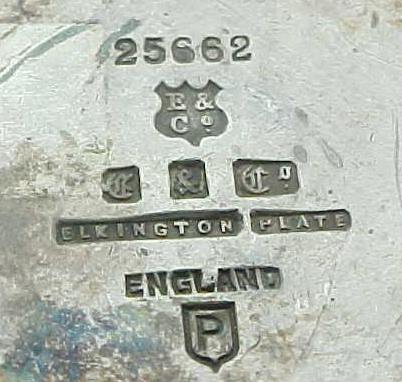 25662
E &
Co
E & Co
ELKINGTON PLATE
ENGLAND
P